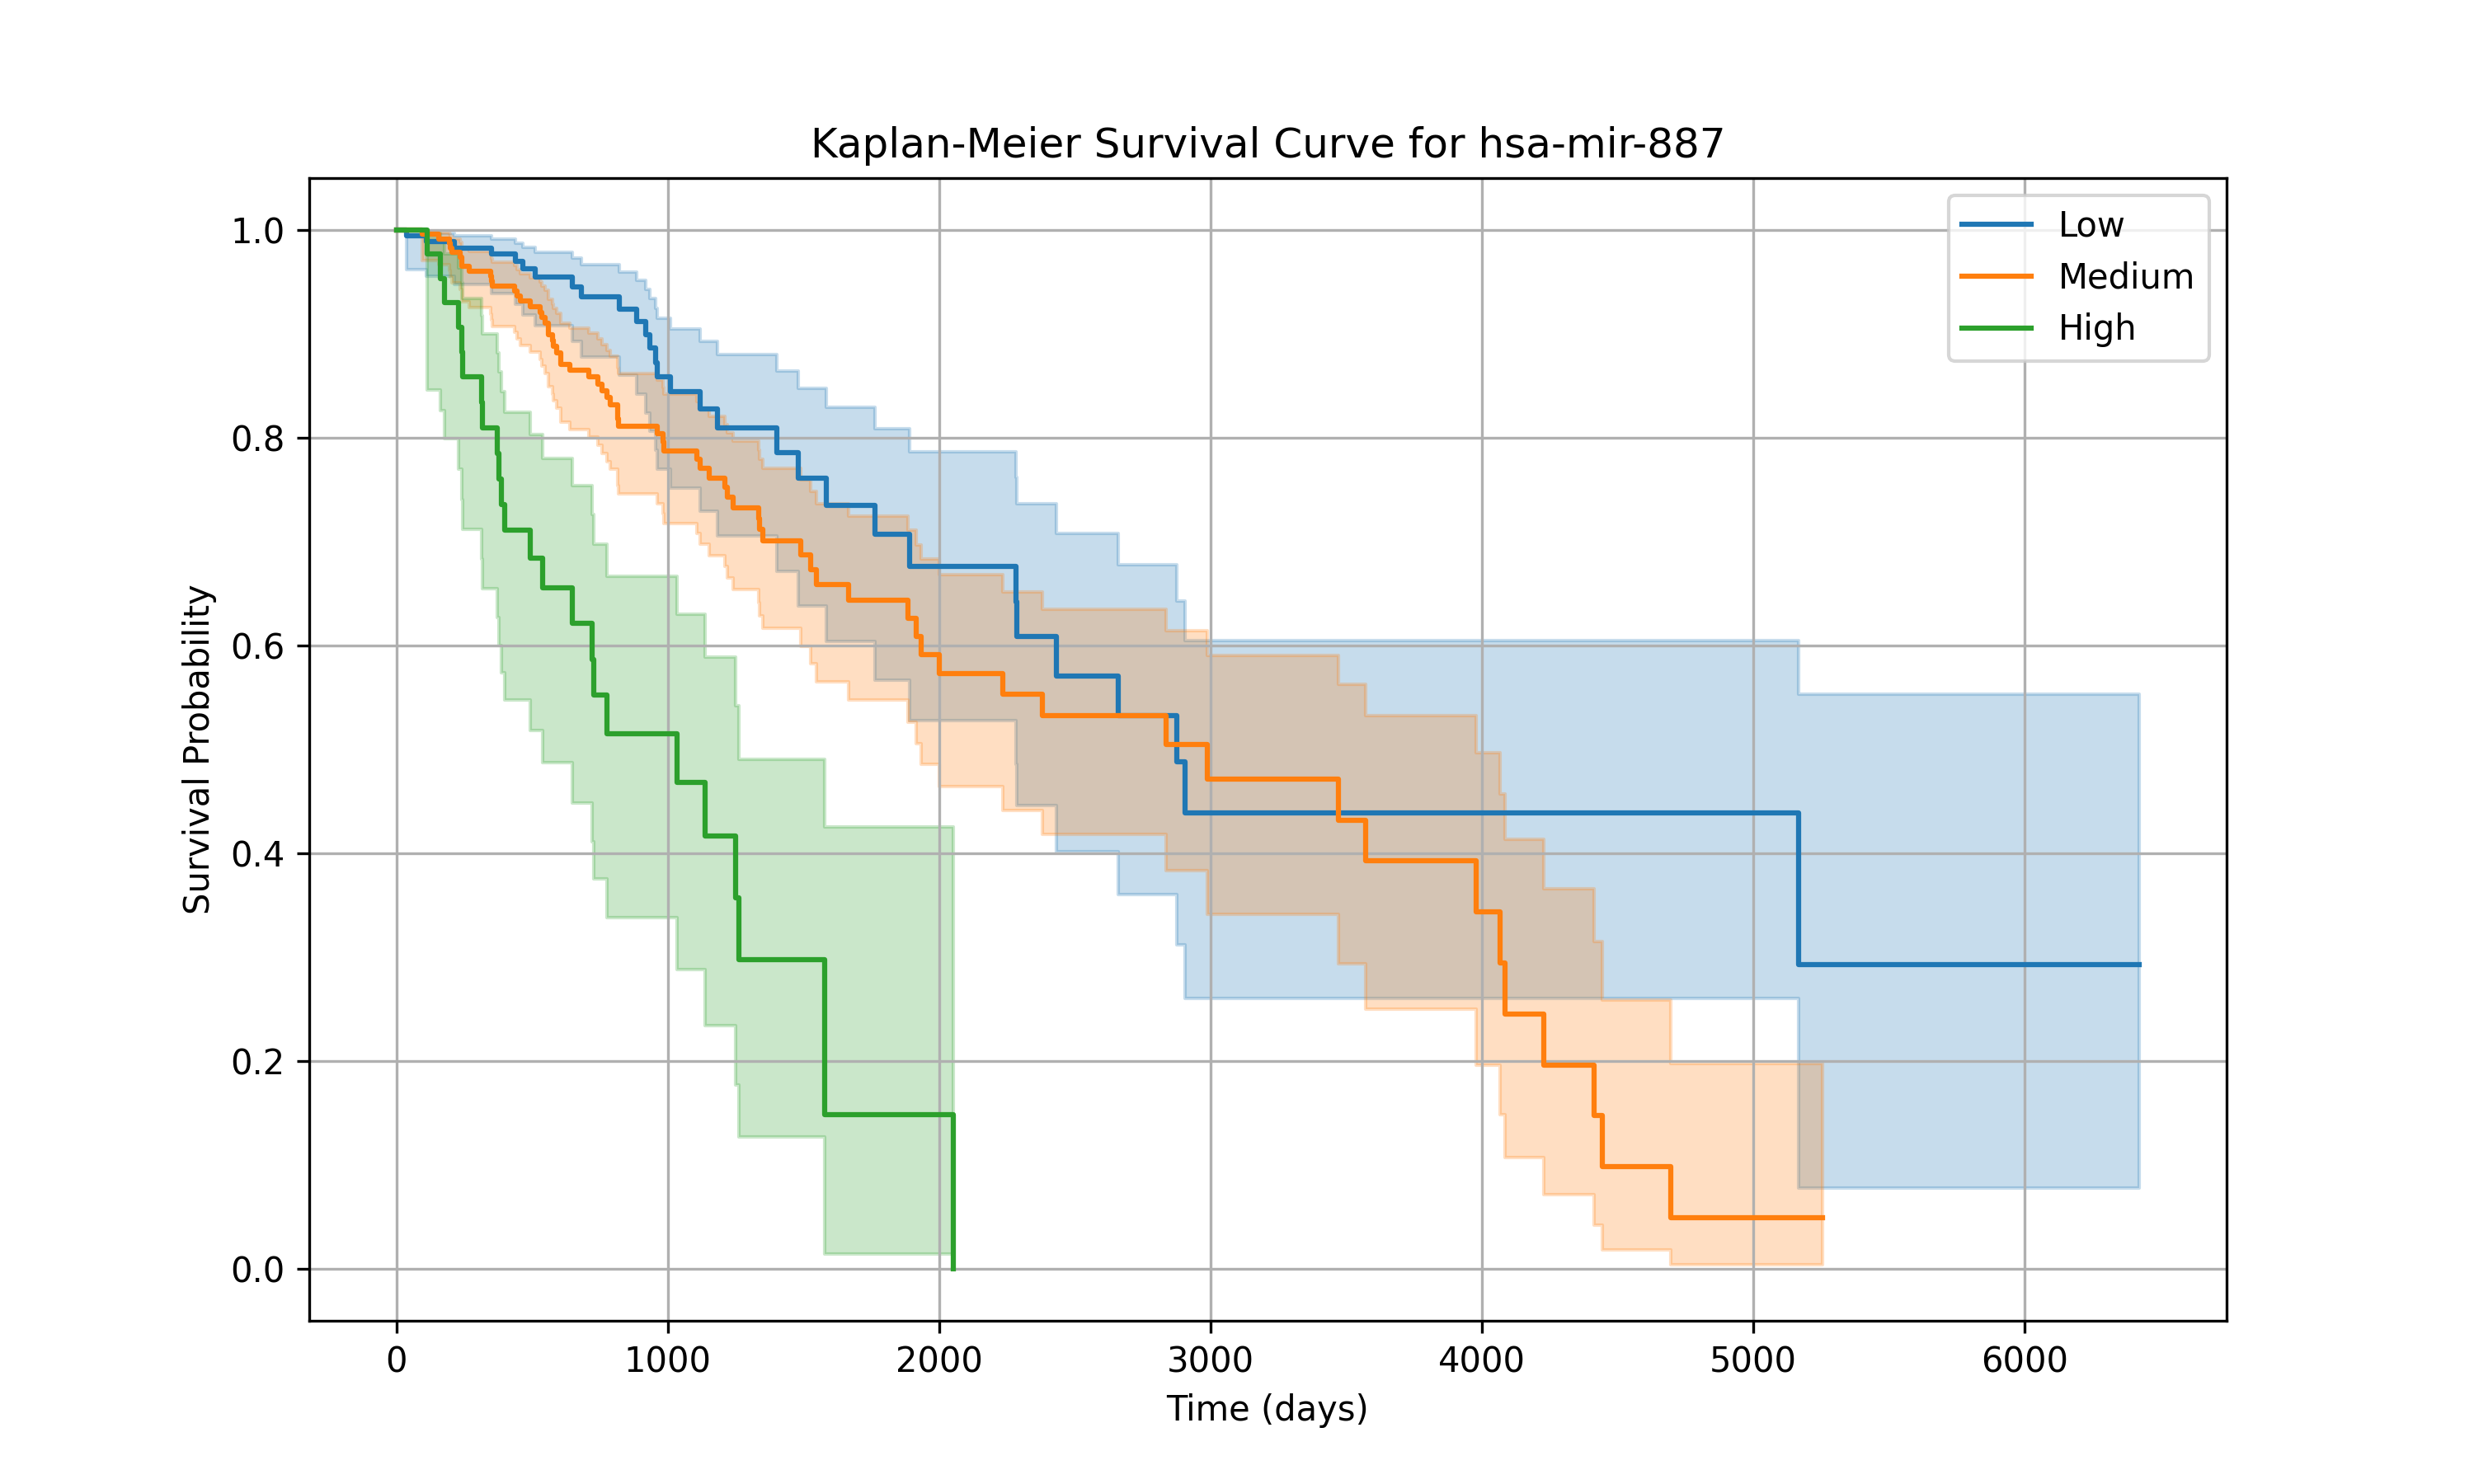 Kaplan-Meier Survival Curve for hsa-mir-887
Low
Medium
High
Survival Probability
1.0
0.8
0.6
0.4
0.2
0.0
0 1000 2000 3000 4000 5000 6000
Time (days)